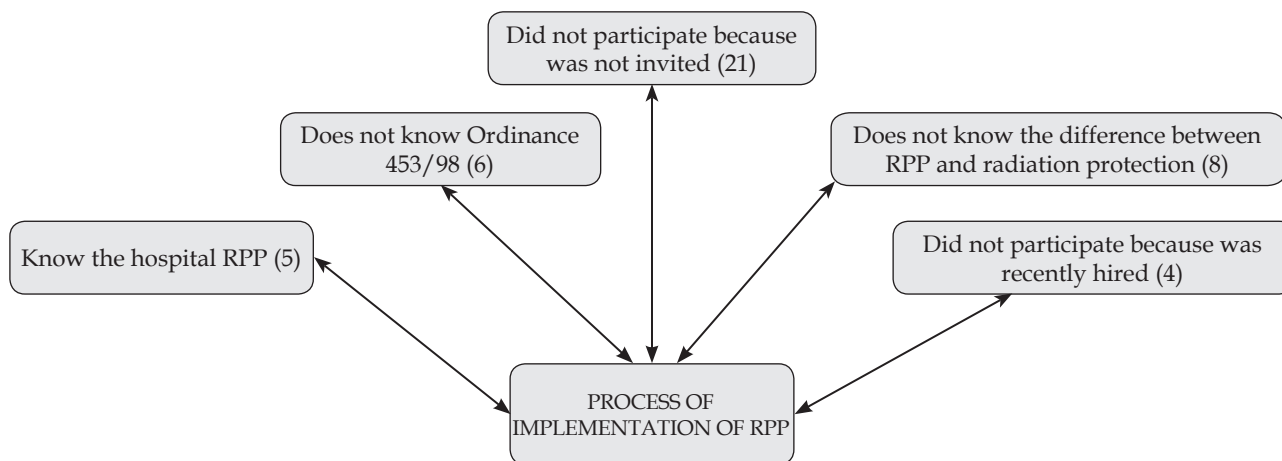 Did not participate because
was not invited (21)
Does not know Ordinance
453/98 (6)
Does not know the difference between
RPP and radiation protection (8)
Know the hospital RPP (5)
Did not participate because was
recently hired (4)
PROCESS OF
IMPLEMENTATION OF RPP